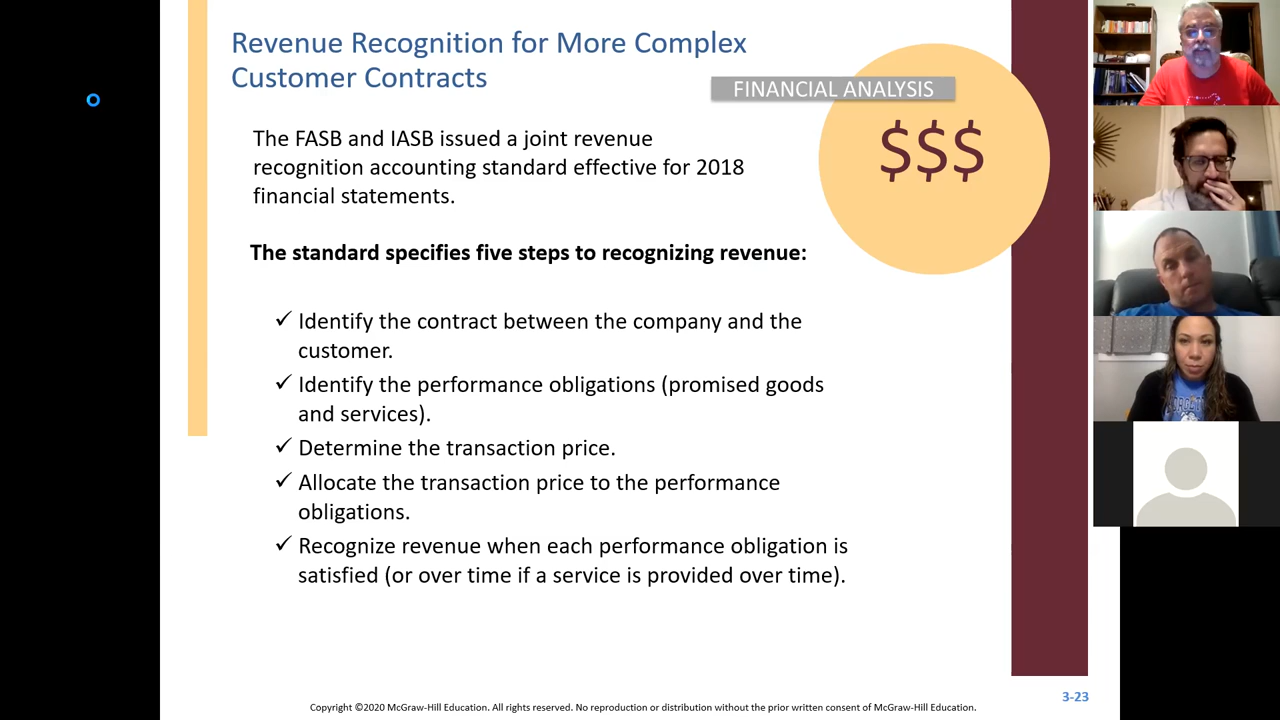 Revenue Recognition for More Complex
Customer Contracts
FINANCIAL ANALYSIS
$$$
The FASB and IASB issued a joint revenue
recognition accounting standard effective for 2018
financial statements.
The standard specifies five steps to recognizing revenue:
✓ Identify the contract between the company and the
customer.
✓ Identify the performance obligations (promised goods
and services).
✓ Determine the transaction price.
✓ Allocate the transaction price to the performance
obligations.
✓ Recognize revenue when each performance obligation is
satisfied (or over time if a service is provided over time).
3-23
Copyright ©2020 McGraw-Hill Education. All rights reserved. No reproduction or distribution without the prior written consent of McGraw-Hill Education.